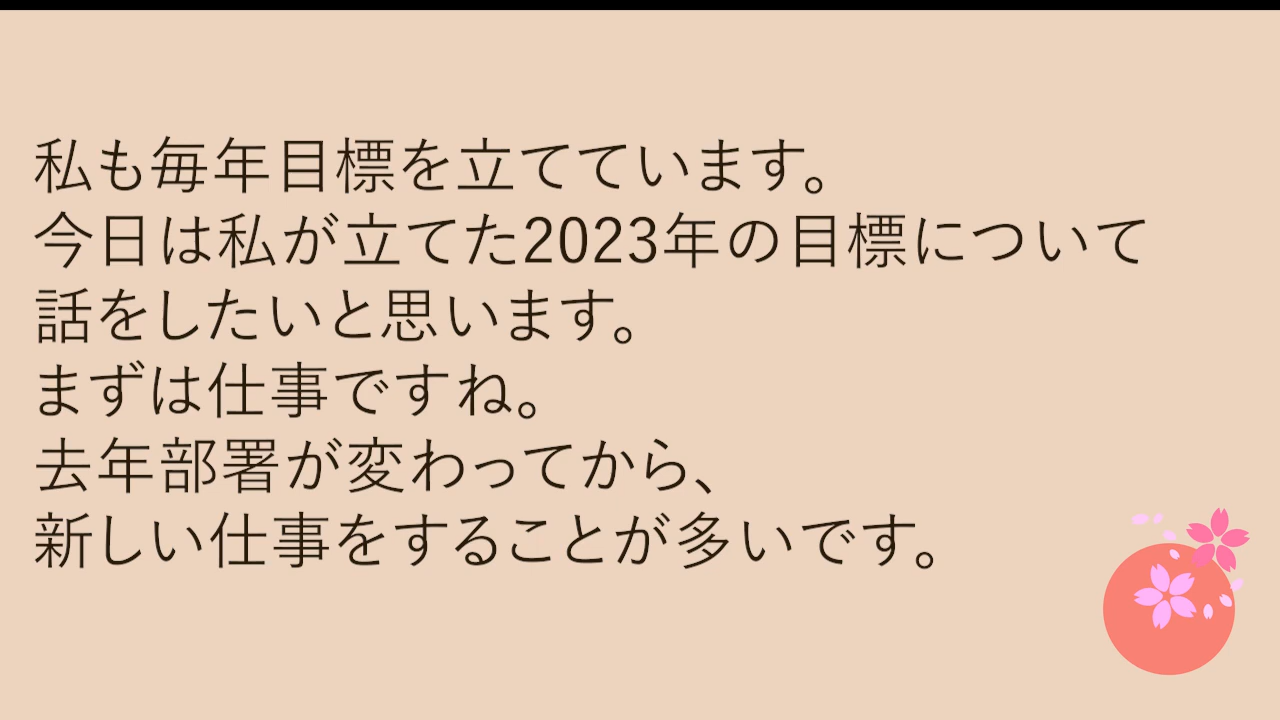 私も毎年目標を立てています。
今日は私が立てた2023年の目標について
話をしたいと思います。
まずは仕事ですね。
去年部署が変わってから、
新しい仕事をすることが多いです。